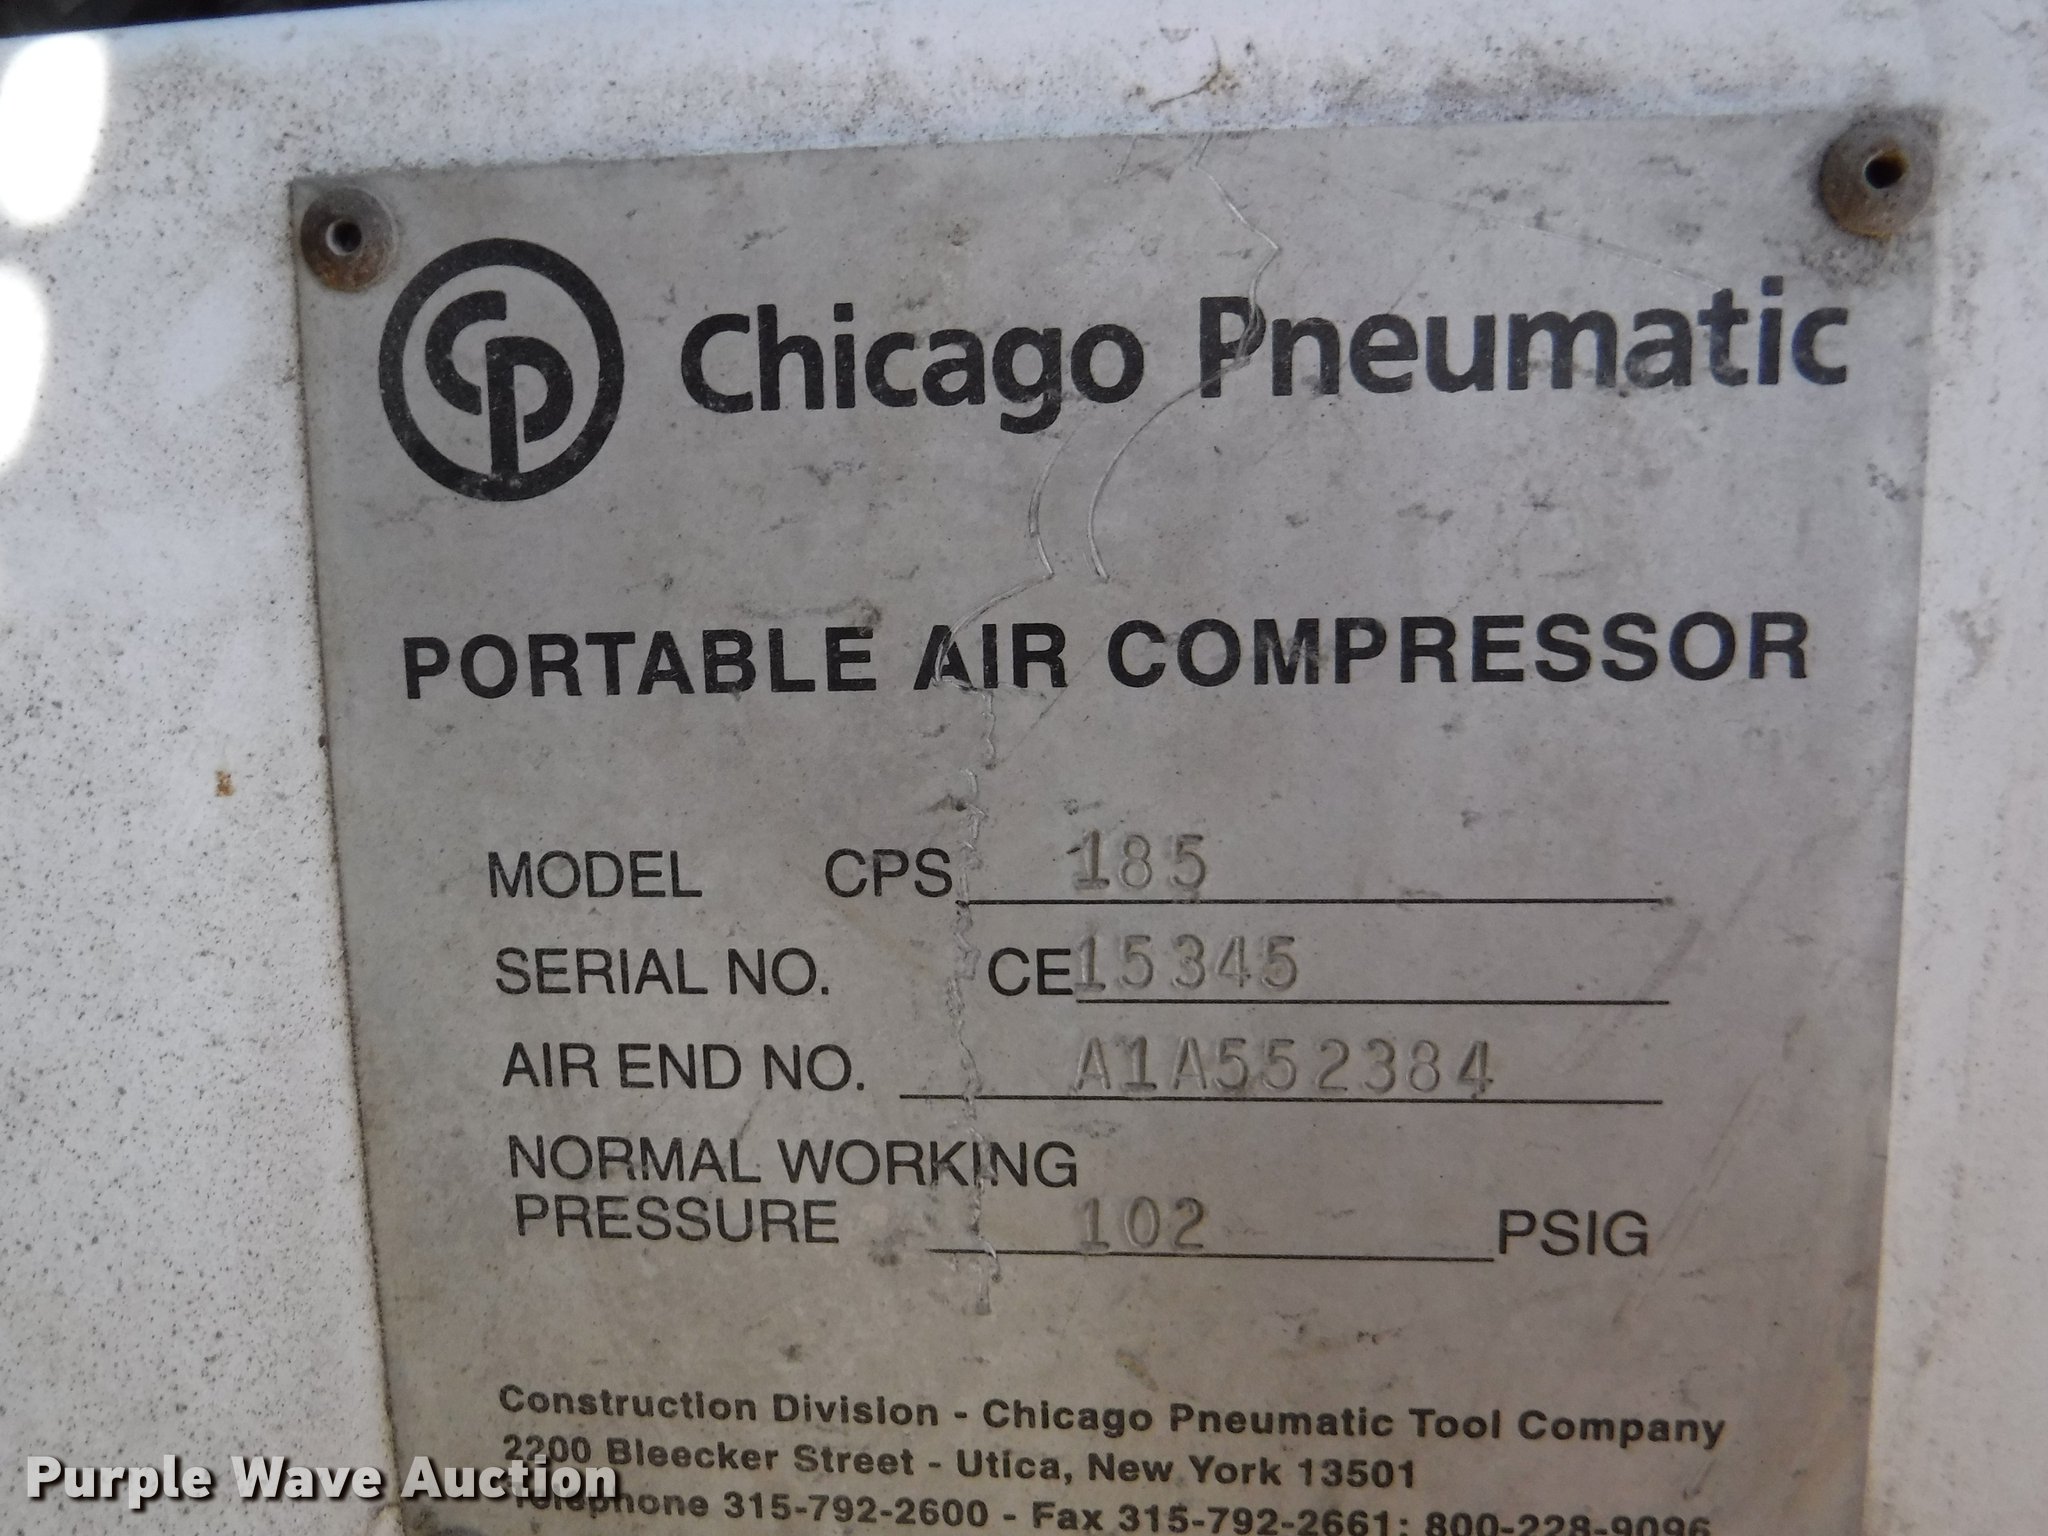 CP Chicago Pneumatic
PORTABLE AIR COMPRESSOR
MODEL CPS 185
SERIAL NO. CE15345
AIR END NO. A1A552384
NORMAL WORKING
PRESSURE 102 PSIG
Construction Division - Chicago Pneumatic Tool Company
2200 Bleecker Street - Utica, New York 13501
Telephone 315-792-2600 - Fax 315-792-2661; 800-228-9096
Purple Wave Auction